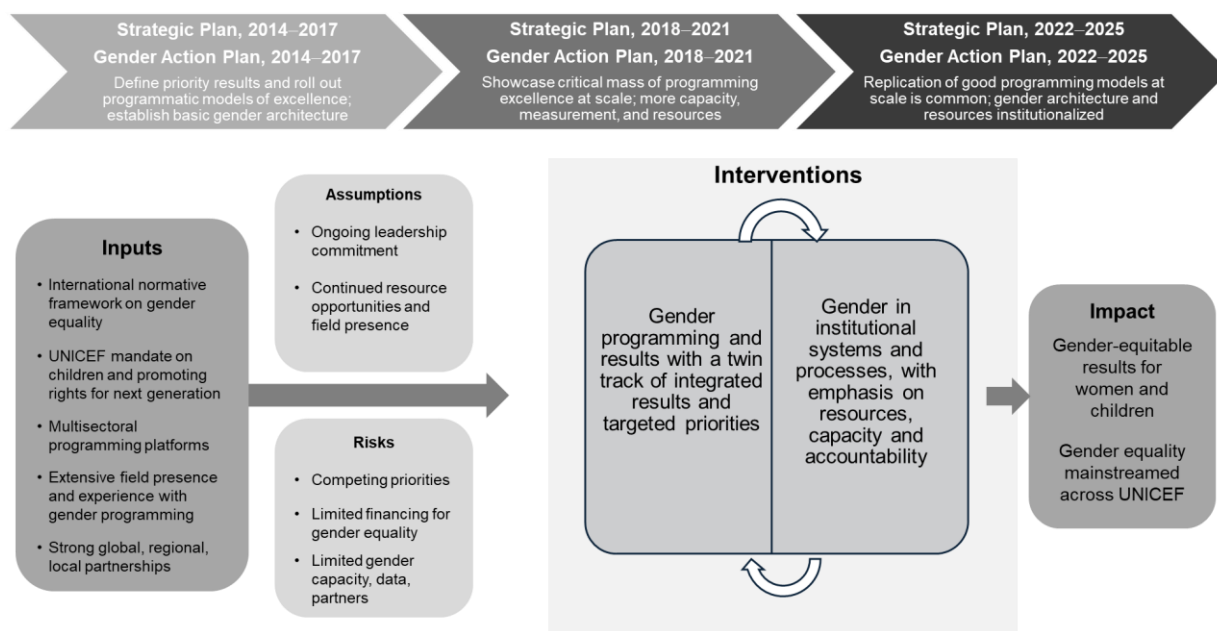 Strategic Plan, 2014–2017
Gender Action Plan, 2014–2017
Define priority results and roll out
programmatic models of excellence;
establish basic gender architecture
Strategic Plan, 2018–2021
Gender Action Plan, 2018–2021
Showcase critical mass of programming
excellence at scale; more capacity,
measurement, and resources
Strategic Plan, 2022–2025
Gender Action Plan, 2022–2025
Replication of good programming models at
scale is common; gender architecture and
resources institutionalized
Inputs
• International normative
framework on gender
equality
• UNICEF mandate on
children and promoting
rights for next generation
• Multisectoral
programming platforms
• Extensive field presence
and experience with
gender programming
• Strong global, regional,
local partnerships
Assumptions
• Ongoing leadership
commitment
• Continued resource
opportunities and
field presence
Risks
• Competing priorities
• Limited financing for
gender equality
• Limited gender
capacity, data,
partners
Interventions
Gender
programming and
results with a twin
track of integrated
results and
targeted priorities
Gender in
institutional
systems and
processes, with
emphasis on
resources,
capacity and
accountability
Impact
Gender-equitable
results for
women and
children
Gender equality
mainstreamed
across UNICEF